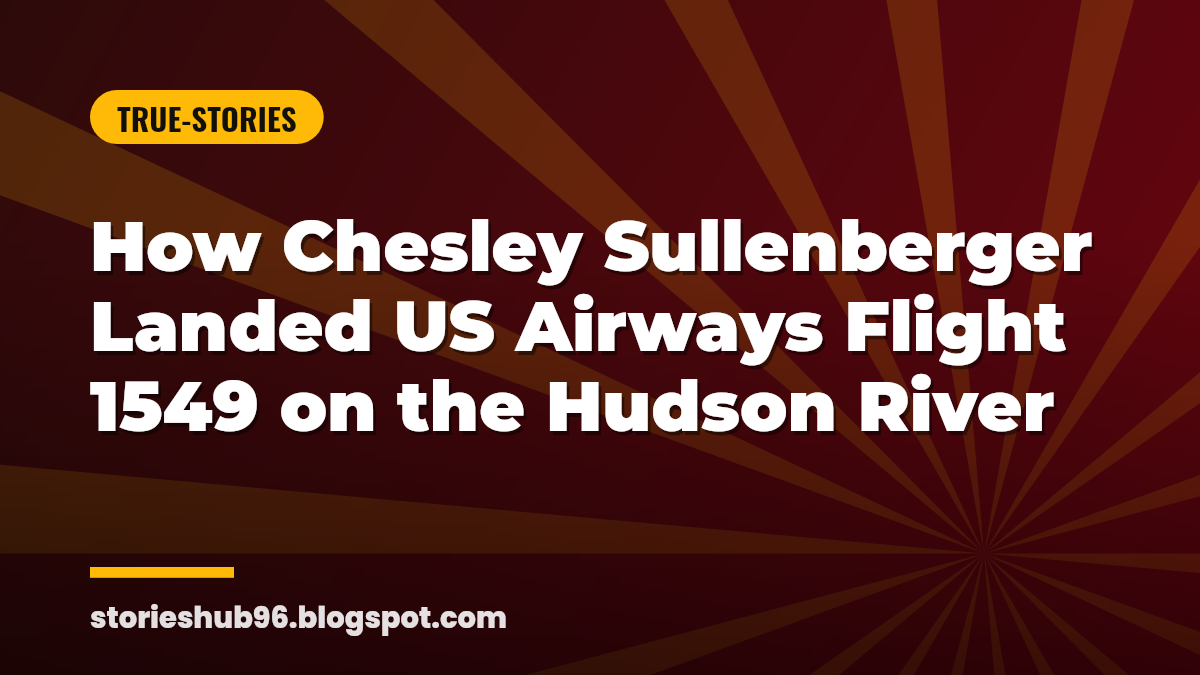 TRUE-STORIES
How Chesley Sullenberger
Landed US Airways Flight
1549 on the Hudson River
storieshub96.blogspot.com